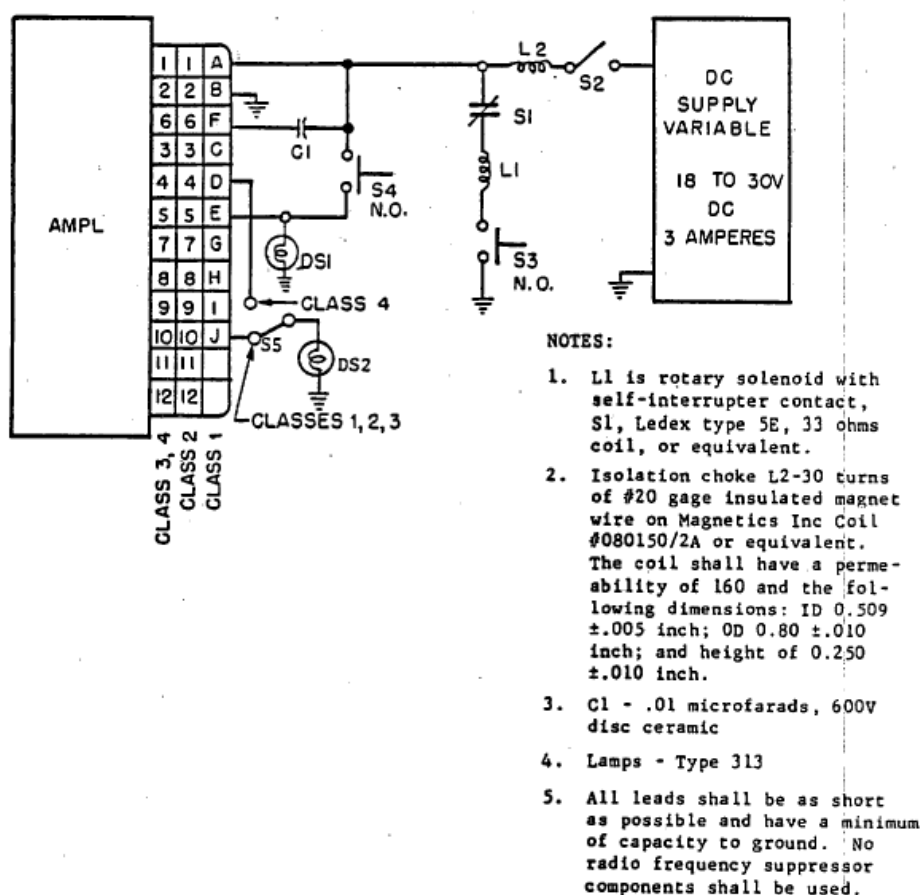 AMPL
1 1 A
2 2 B
6 6 F
3 3 C
4 4 D
5 5 E
7 7 G
8 8 H
9 9 I
10 10 J
11 11
12 12
CLASS 3, 4
CLASS 2
CLASS 1
C1
S4
N.O.
DS1
CLASS 4
S5
DS2
CLASSES 1,2,3
L2
S2
S1
L1
S3
N.O.
DC
SUPPLY
VARIABLE
18 TO 30V
DC
3 AMPERES
NOTES:
1. L1 is rotary solenoid with
self-interrupter contact,
S1, Ledex type 5E, 33 ohms
coil, or equivalent.
2. Isolation choke L2-30 turns
of #20 gage insulated magnet
wire on Magnetics Inc Coil
#080150/2A or equivalent.
The coil shall have a perme-
ability of 160 and the fol-
lowing dimensions: ID 0.509
±.005 inch; OD 0.80 ±.010
inch; and height of 0.250
±.010 inch.
3. C1 - .01 microfarads, 600V
disc ceramic
4. Lamps - Type 313
5. All leads shall be as short
as possible and have a minimum
of capacity to ground. No
radio frequency suppressor
components shall be used.